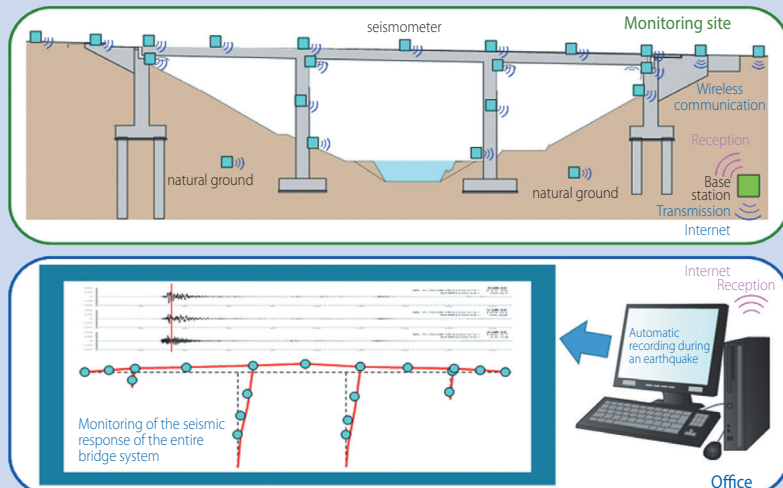 seismometer
Monitoring site
Wireless
communication
Reception
natural ground
natural ground
Base
station
Transmission
Internet
Internet
Reception
Automatic
recording during
an earthquake
Monitoring of the seismic
response of the entire
bridge system
Office